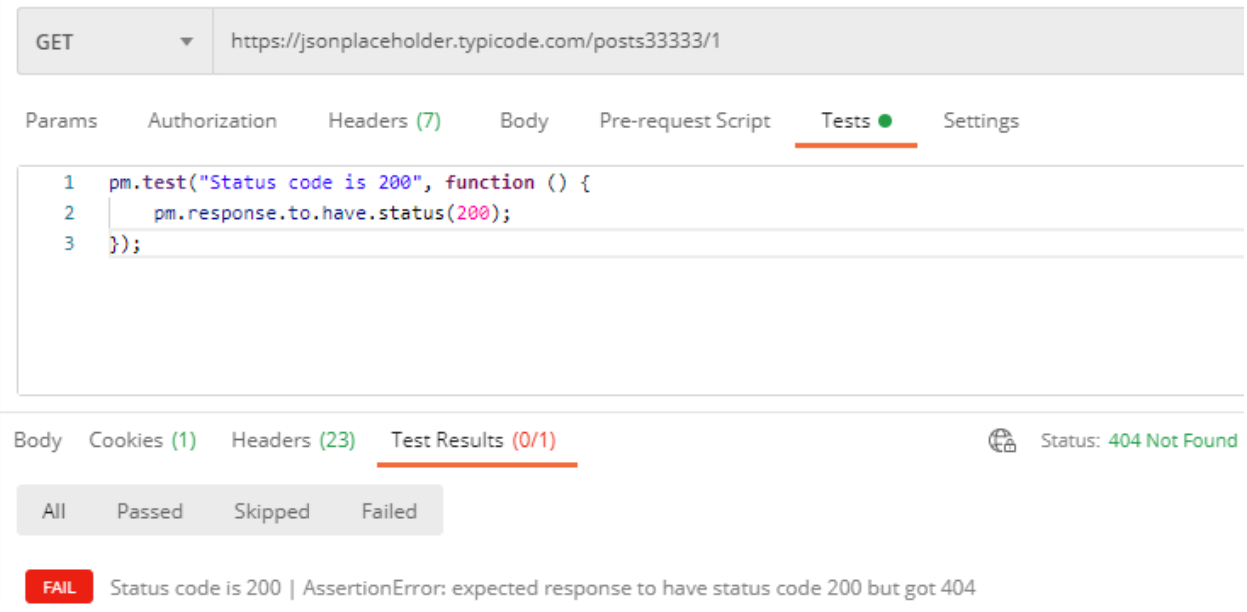 GET https://jsonplaceholder.typicode.com/posts33333/1
Params Authorization Headers (7) Body Pre-request Script Tests Settings
1 pm.test("Status code is 200", function () {
2 pm.response.to.have.status(200);
3 });
Body Cookies (1) Headers (23) Test Results (0/1) Status: 404 Not Found
All Passed Skipped Failed
FAIL Status code is 200 | AssertionError: expected response to have status code 200 but got 404